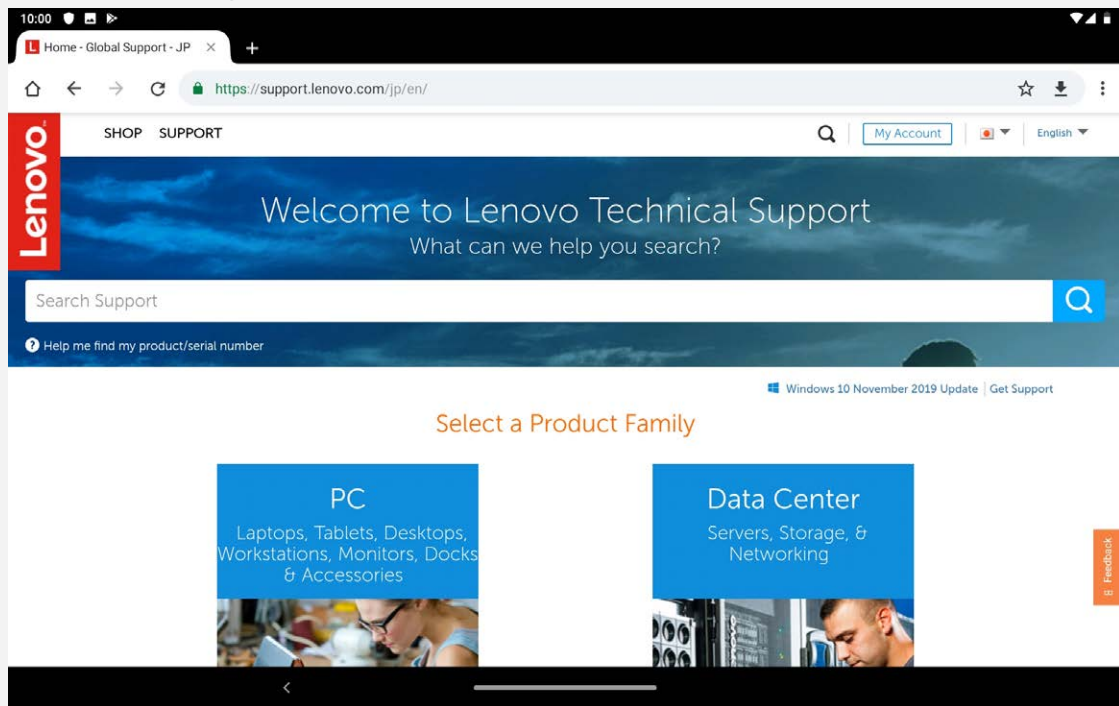 10:00
Home - Global Support - JP
https://support.lenovo.com/jp/en/
Lenovo
SHOP SUPPORT
My Account
English
Welcome to Lenovo Technical Support
What can we help you search?
Search Support
? Help me find my product/serial number
Windows 10 November 2019 Update | Get Support
Select a Product Family
PC
Laptops, Tablets, Desktops,
Workstations, Monitors, Docks
& Accessories
Data Center
Servers, Storage, &
Networking
Feedback